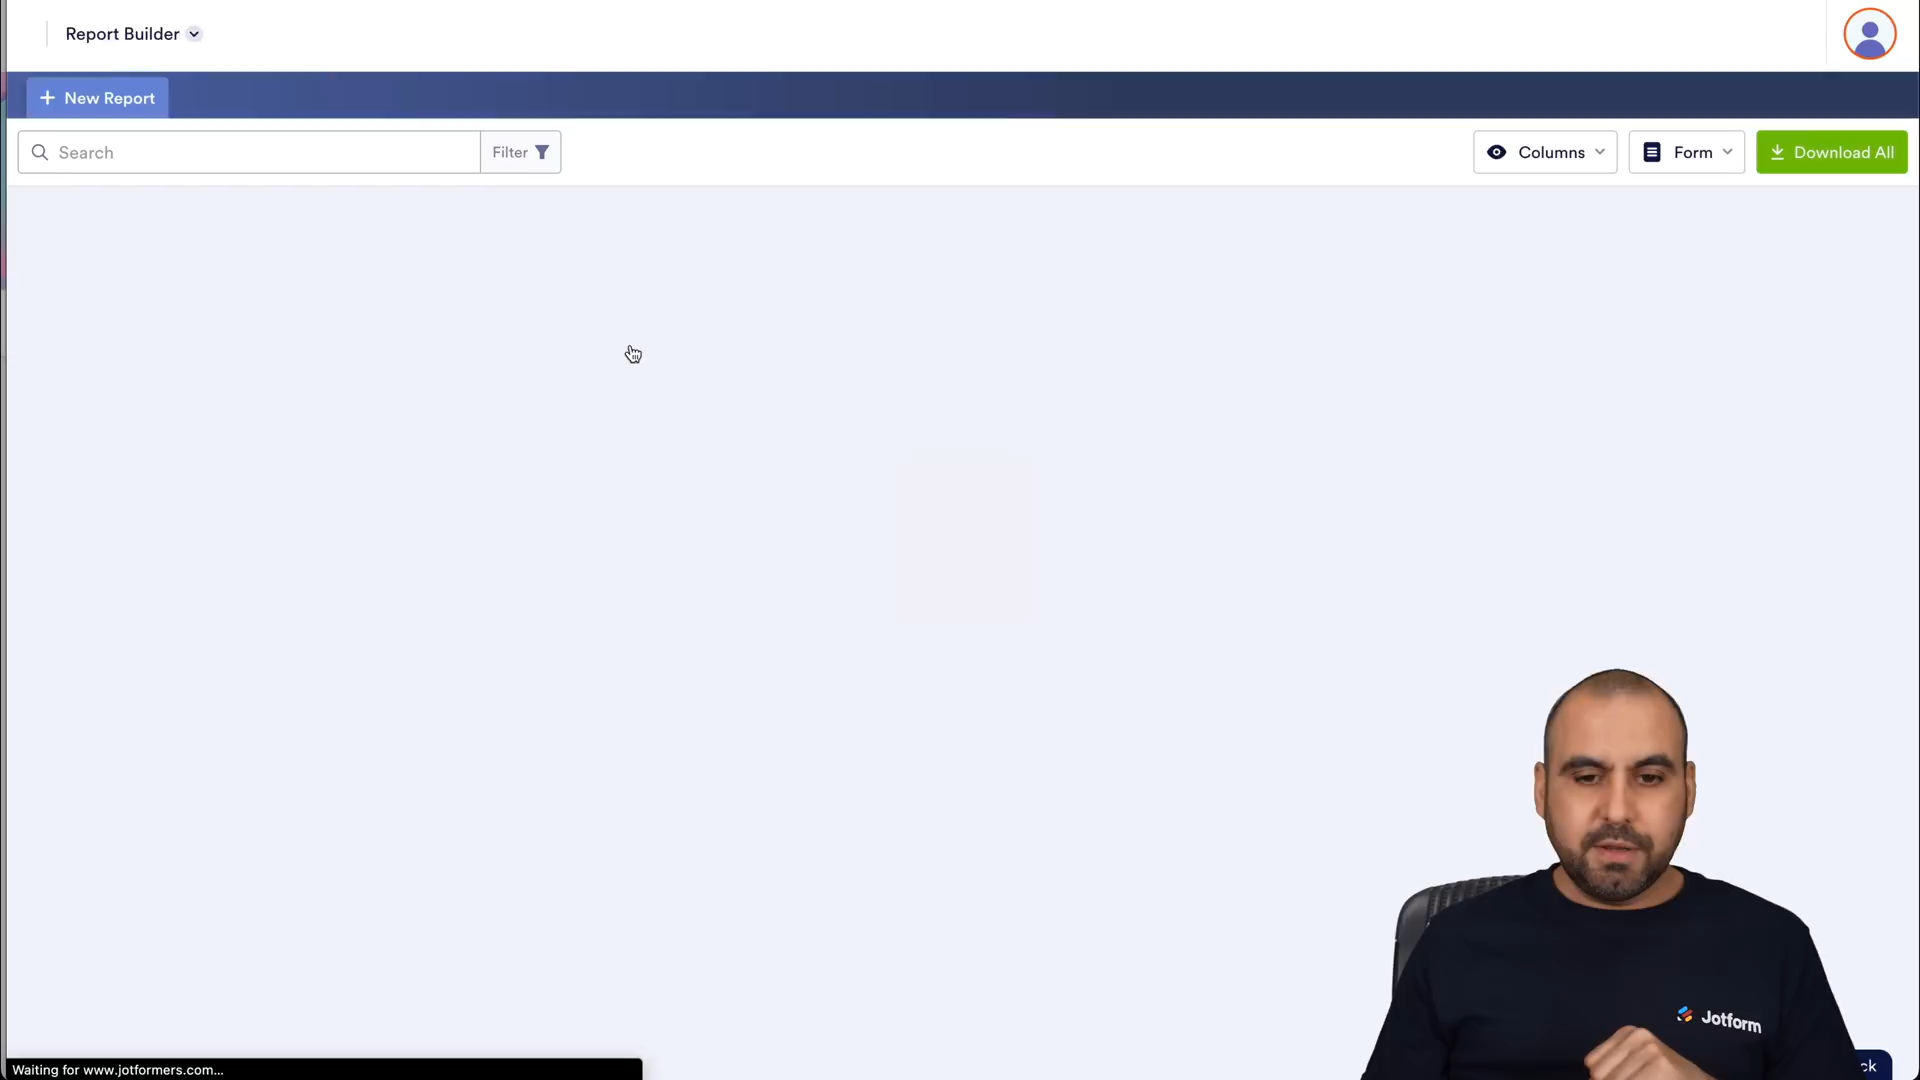 Report Builder
+ New Report
Search
Filter
Columns
Form
Download All
Jotform
Waiting for www.jotformers.com...
ck